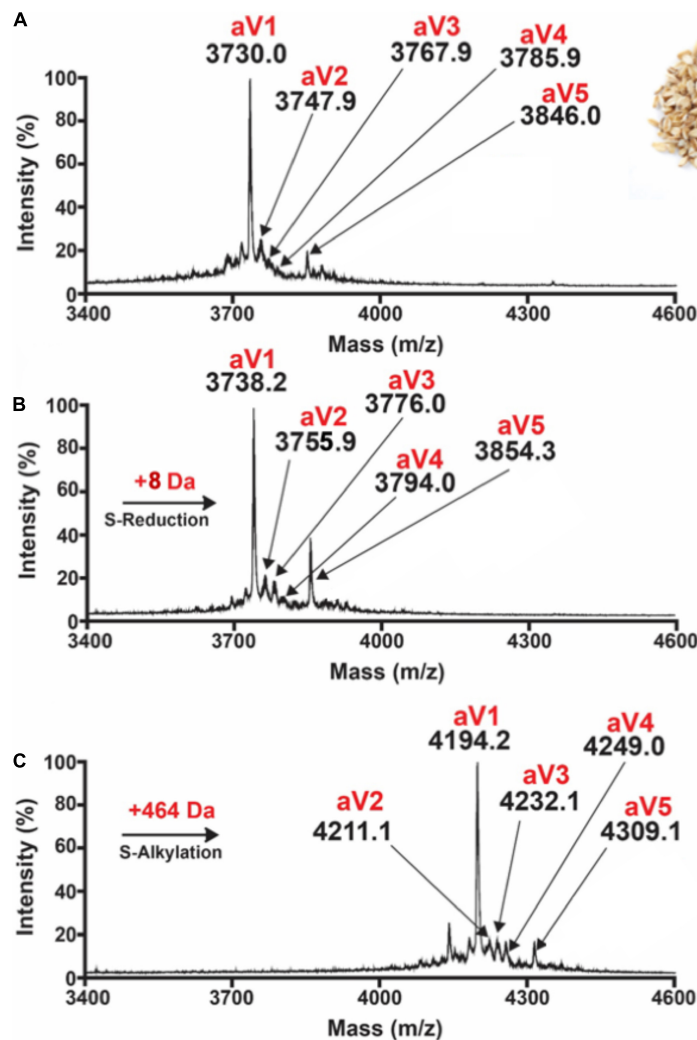 A
aV1
3730.0
aV2
3747.9
aV3
3767.9
aV4
3785.9
aV5
3846.0
Intensity (%)
100
80
60
40
20
0
3400 3700 4000 4300 4600
Mass (m/z)
B
aV1
3738.2
aV2
3755.9
aV3
3776.0
aV4
3794.0
aV5
3854.3
+8 Da
S-Reduction
Intensity (%)
100
80
60
40
20
0
3400 3700 4000 4300 4600
Mass (m/z)
C
aV1
4194.2
aV2
4211.1
aV3
4232.1
aV4
4249.0
aV5
4309.1
+464 Da
S-Alkylation
Intensity (%)
100
80
60
40
20
0
3400 3700 4000 4300 4600
Mass (m/z)